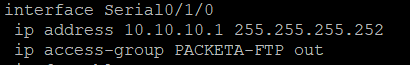 interface Serial0/1/0
ip address 10.10.10.1 255.255.255.252
ip access-group PACKETA-FTP out